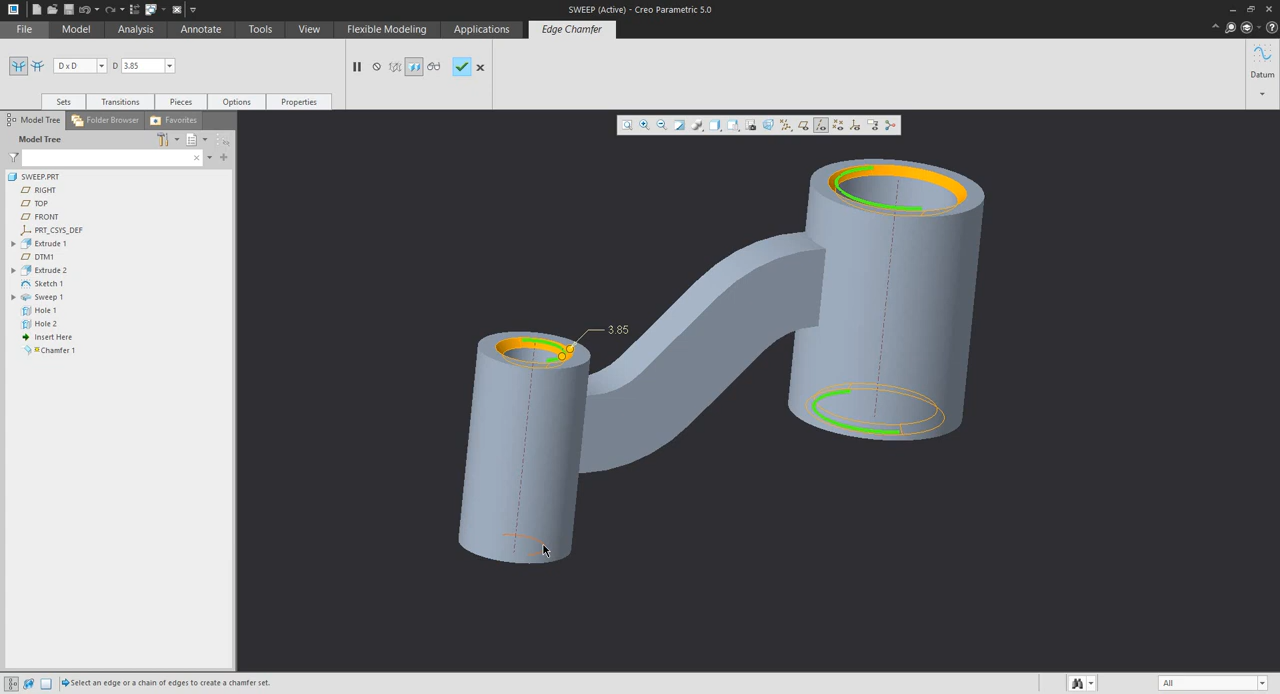 SWEEP (Active) - Creo Parametric 5.0
File Model Analysis Annotate Tools View Flexible Modeling Applications Edge Chamfer
D x D D 3.85
Datum
Sets Transitions Pieces Options Properties
Model Tree Folder Browser Favorites
Model Tree
SWEEP.PRT
RIGHT
TOP
FRONT
PRT_CSYS_DEF
Extrude 1
DTM1
Extrude 2
Sketch 1
Sweep 1
Hole 1
Hole 2
Insert Here
Chamfer 1
3.85
Select an edge or a chain of edges to create a chamfer set.
All